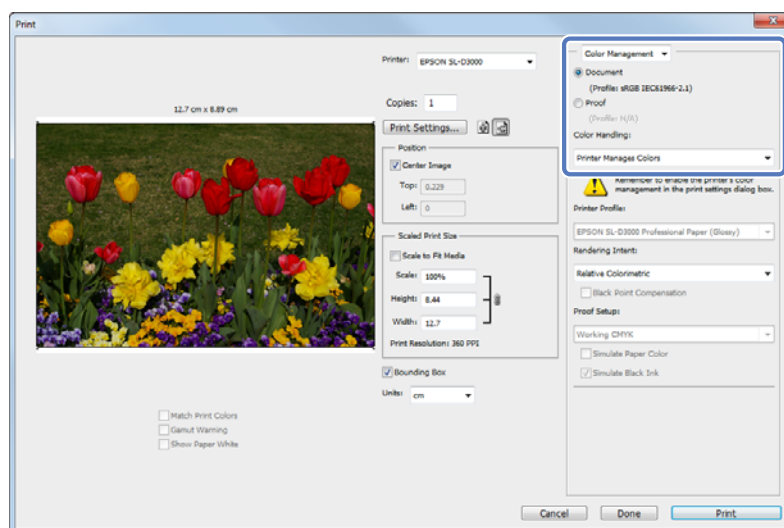 Print
12.7 cm x 8.89 cm
Match Print Colors
Gamut Warning
Show Paper White
Printer: EPSON SL-D3000
Copies: 1
Print Settings...
Position
Center Image
Top: 0.229
Left: 0
Scaled Print Size
Scale to Fit Media
Scale: 100%
Height: 8.44
Width: 12.7
Print Resolution: 360 PPI
Bounding Box
Units: cm
Color Management
Document
(Profile: sRGB IEC61966-2.1)
Proof
(Profile: N/A)
Color Handling:
Printer Manages Colors
Remember to enable the printer's color
management in the print settings dialog box.
Printer Profile:
EPSON SL-D3000 Professional Paper (Glossy)
Rendering Intent:
Relative Colorimetric
Black Point Compensation
Proof Setup:
Working CMYK
Simulate Paper Color
Simulate Black Ink
Cancel
Done
Print